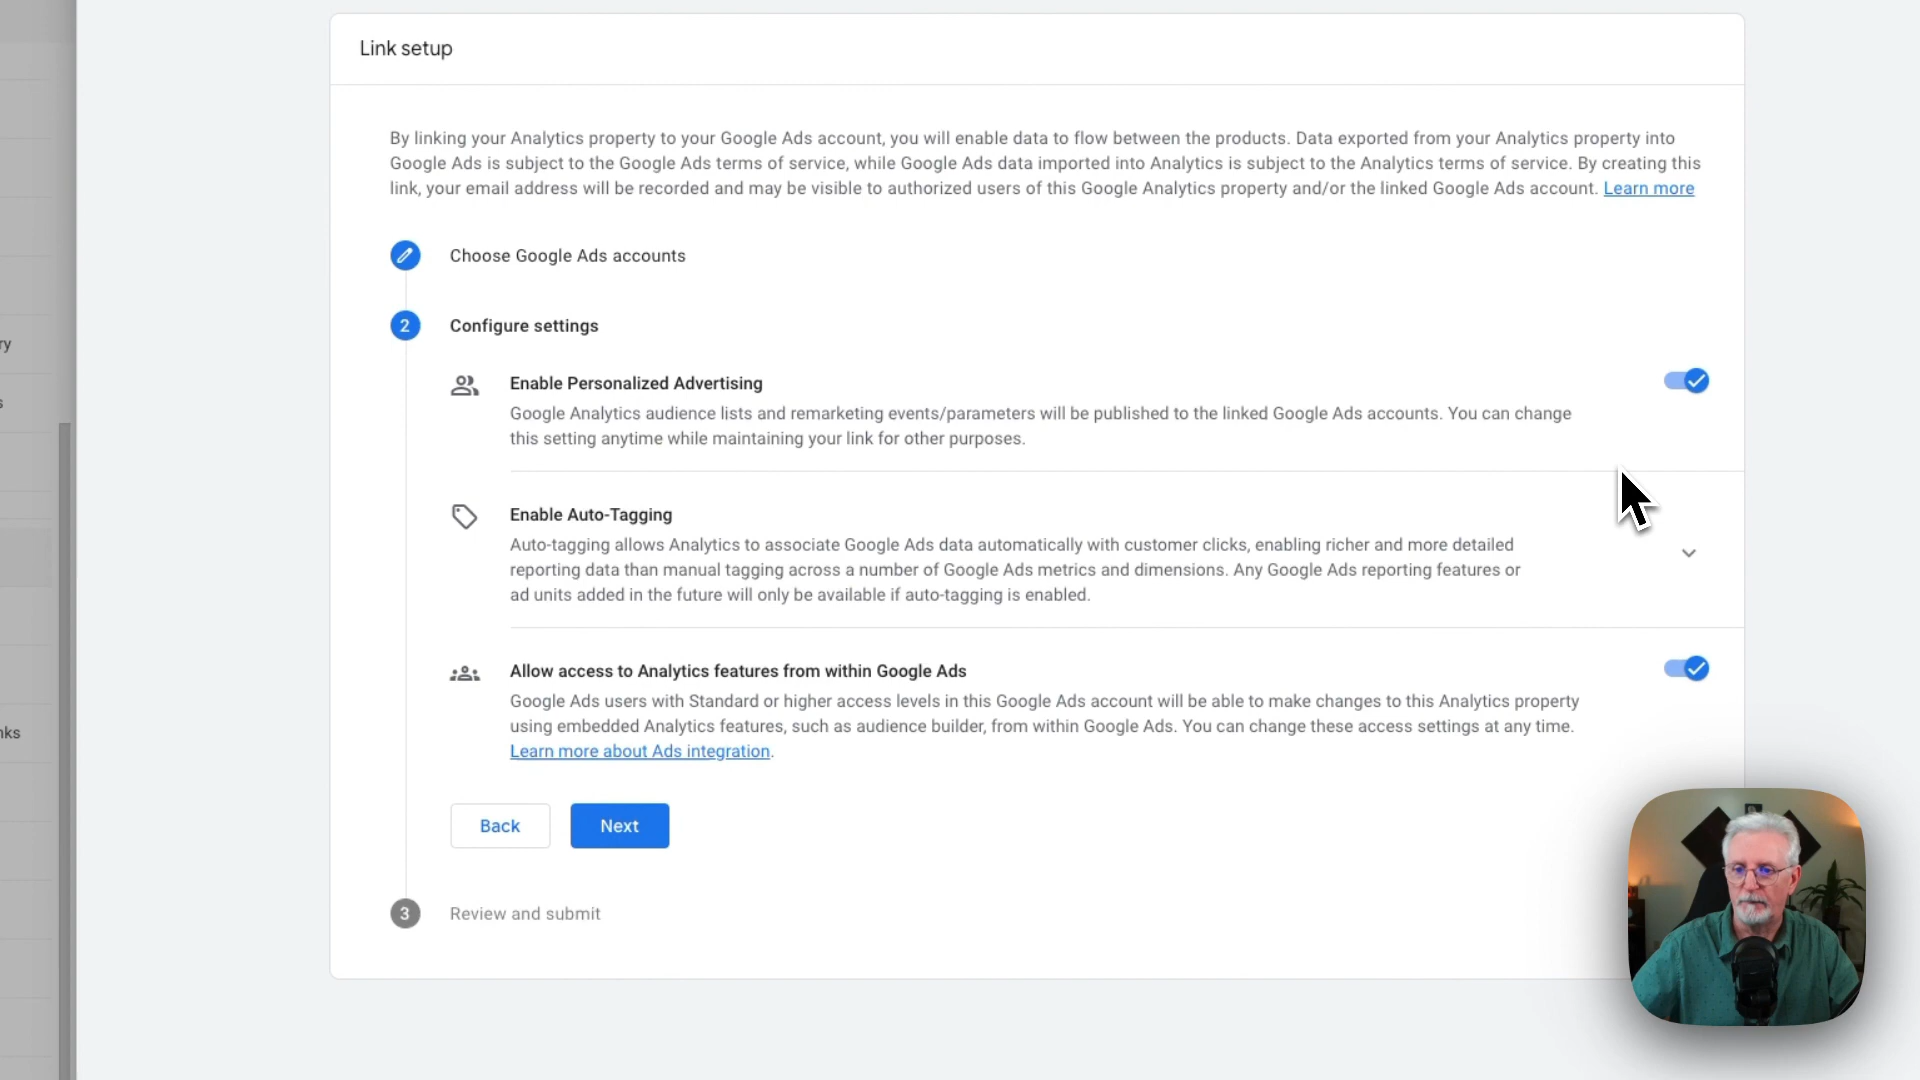 Link setup
By linking your Analytics property to your Google Ads account, you will enable data to flow between the products. Data exported from your Analytics property into
Google Ads is subject to the Google Ads terms of service, while Google Ads data imported into Analytics is subject to the Analytics terms of service. By creating this
link, your email address will be recorded and may be visible to authorized users of this Google Analytics property and/or the linked Google Ads account. Learn more
Choose Google Ads accounts
2 Configure settings
ry
Enable Personalized Advertising
s
Google Analytics audience lists and remarketing events/parameters will be published to the linked Google Ads accounts. You can change
this setting anytime while maintaining your link for other purposes.
Enable Auto-Tagging
Auto-tagging allows Analytics to associate Google Ads data automatically with customer clicks, enabling richer and more detailed
reporting data than manual tagging across a number of Google Ads metrics and dimensions. Any Google Ads reporting features or
ad units added in the future will only be available if auto-tagging is enabled.
Allow access to Analytics features from within Google Ads
Google Ads users with Standard or higher access levels in this Google Ads account will be able to make changes to this Analytics property
using embedded Analytics features, such as audience builder, from within Google Ads. You can change these access settings at any time.
nks
Learn more about Ads integration.
Back
Next
3 Review and submit